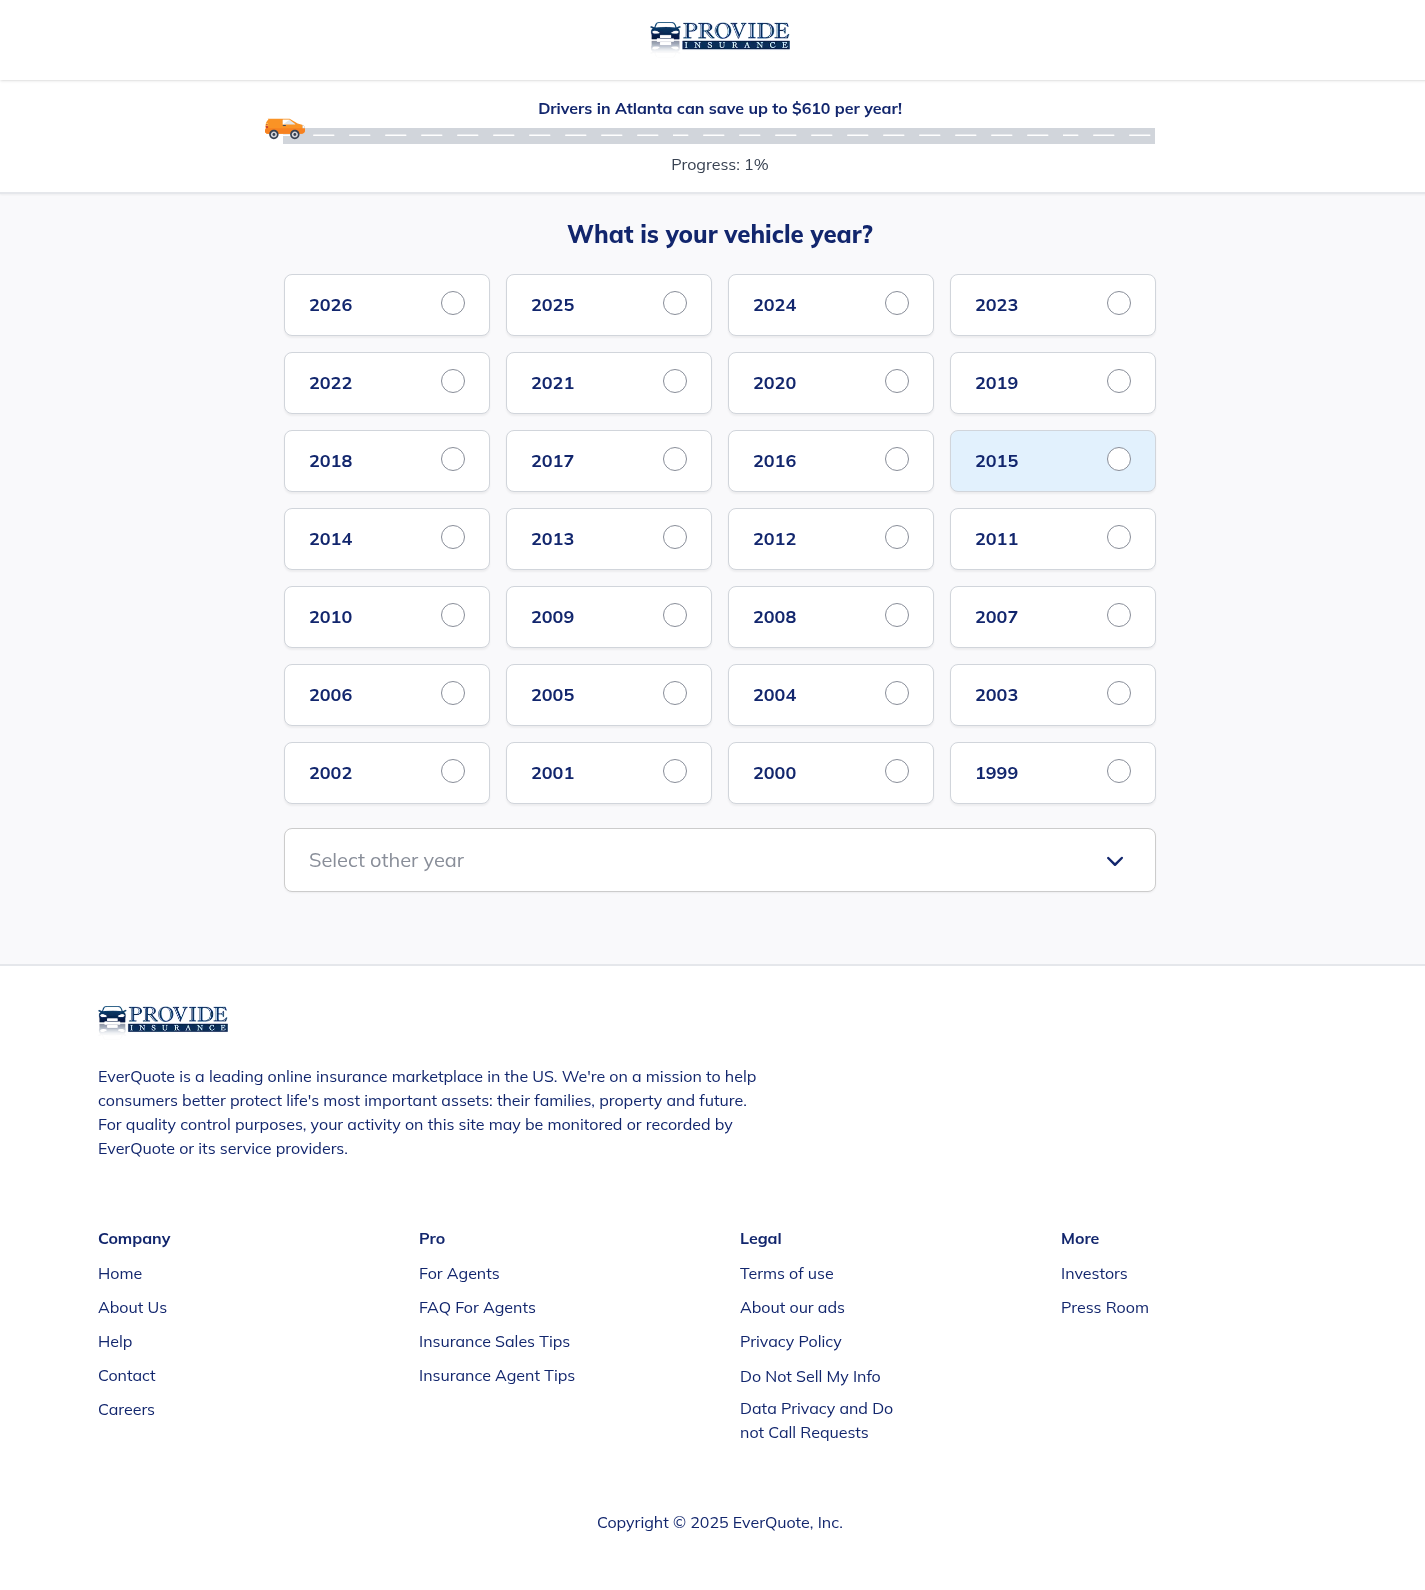 PROVIDE
INSURANCE
Drivers in Atlanta can save up to $610 per year!
Progress: 1%
What is your vehicle year?
2026 2025 2024 2023
2022 2021 2020 2019
2018 2017 2016 2015
2014 2013 2012 2011
2010 2009 2008 2007
2006 2005 2004 2003
2002 2001 2000 1999
Select other year
PROVIDE
INSURANCE
EverQuote is a leading online insurance marketplace in the US. We're on a mission to help
consumers better protect life's most important assets: their families, property and future.
For quality control purposes, your activity on this site may be monitored or recorded by
EverQuote or its service providers.
Company
Home
About Us
Help
Contact
Careers
Pro
For Agents
FAQ For Agents
Insurance Sales Tips
Insurance Agent Tips
Legal
Terms of use
About our ads
Privacy Policy
Do Not Sell My Info
Data Privacy and Do
not Call Requests
More
Investors
Press Room
Copyright © 2025 EverQuote, Inc.